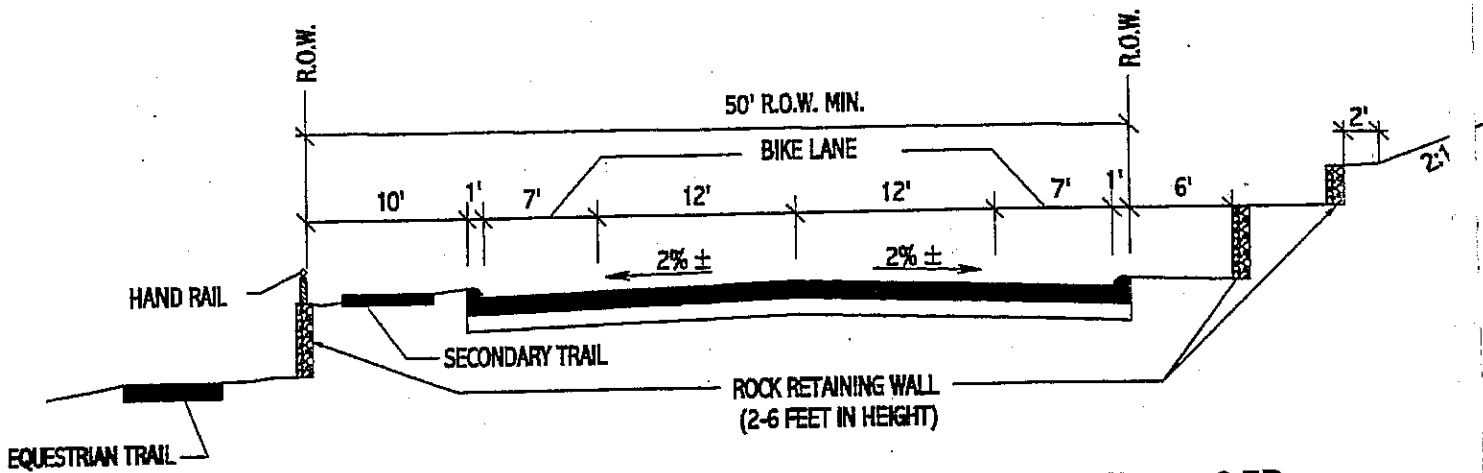 R.O.W.
R.O.W.
50' R.O.W. MIN.
2'
BIKE LANE
2:1
10'
1'
7'
12'
12'
7'
1'
6'
2% ±
2% ±
HAND RAIL
SECONDARY TRAIL
ROCK RETAINING WALL
(2-6 FEET IN HEIGHT)
EQUESTRIAN TRAIL